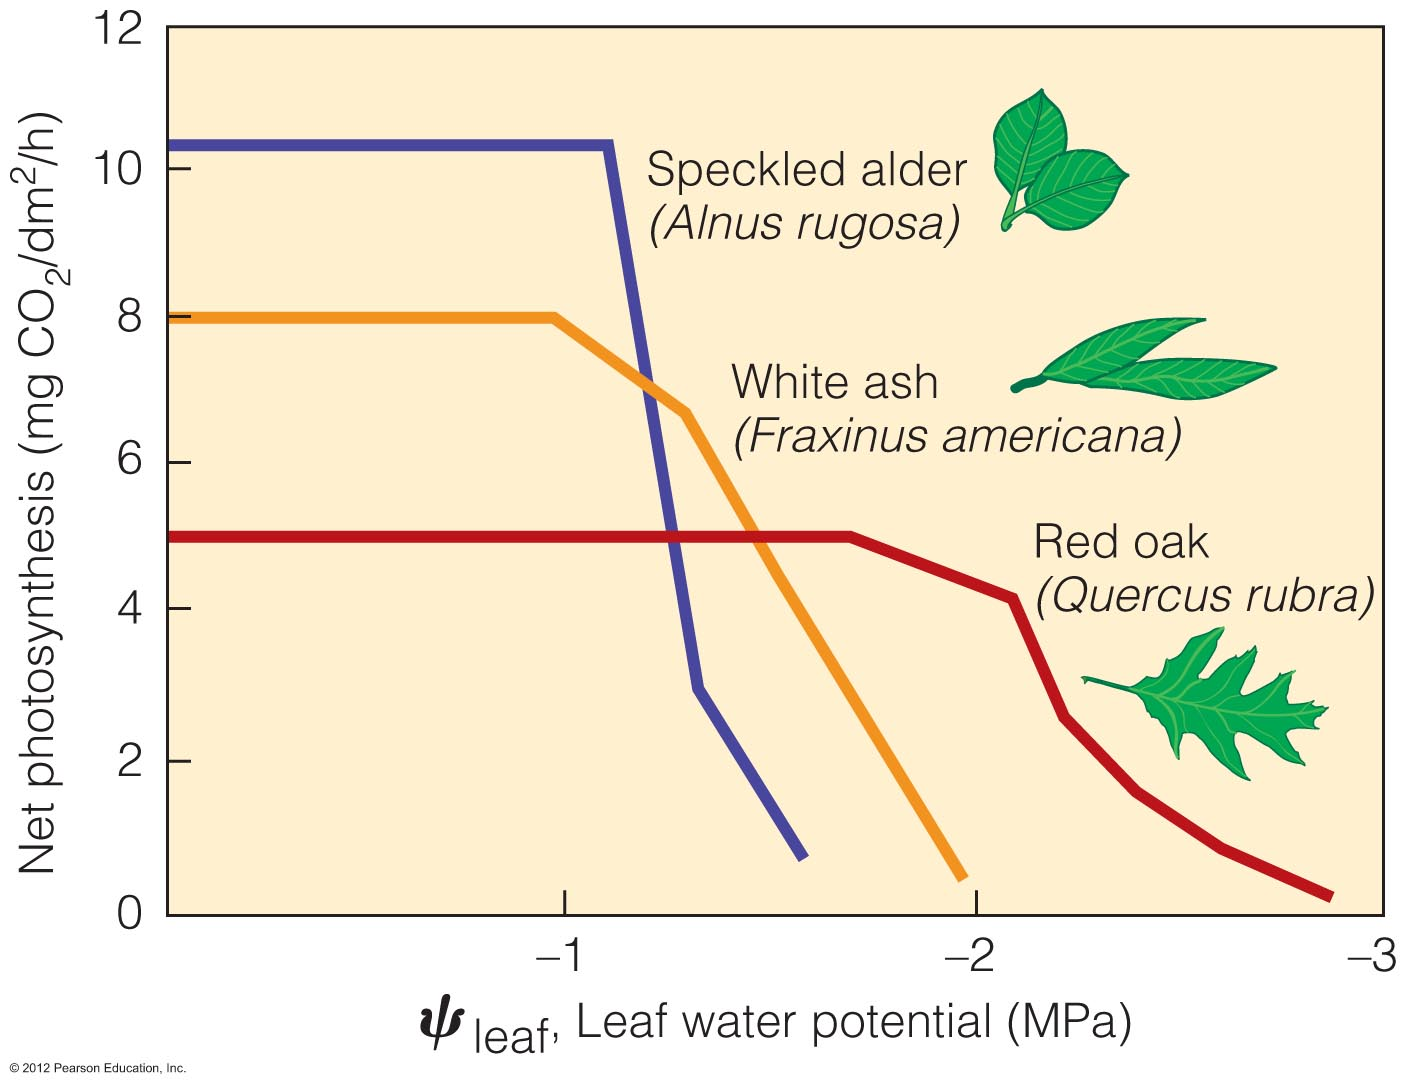 12
10
8
6
4
2
0
Net photosynthesis (mg CO₂/dm²/h)
Speckled alder
(Alnus rugosa)
White ash
(Fraxinus americana)
Red oak
(Quercus rubra)
–1 –2 –3
ψ leaf, Leaf water potential (MPa)
© 2012 Pearson Education, Inc.